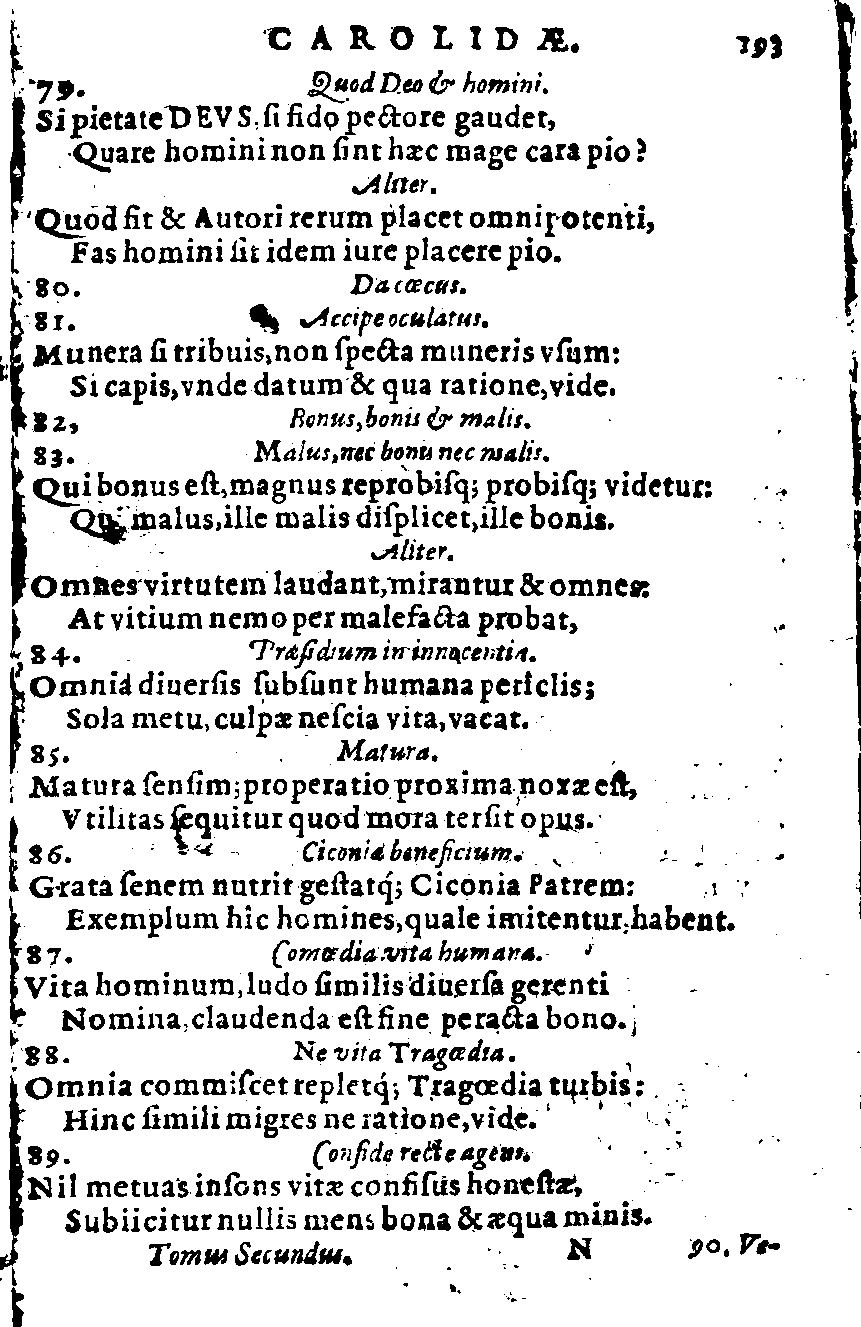 CAROLIDÆ. 193
79. Quod Deo & homini.
Si pietate DEVS, ſi fido pectore gaudet,
Quare homini non ſint hæc mage cara pio?
Aliter.
Quod fit & Autori rerum placet omnipotenti,
Fas homini ſit idem iure placere pio.
80. Da cœcus.
81. Accipe oculatus.
Munera ſi tribuis, non ſpecta muneris vſum:
Si capis, vnde datum & qua ratione, vide.
82, Bonus, bonis & malis.
83. Malus, nec bonis nec malis.
Qui bonus eſt, magnus reprobiſq; probiſq; videtur:
Qui malus, ille malis diſplicet, ille bonis.
Aliter.
Omnes virtutem laudant, mirantur & omnes:
At vitium nemo per malefacta probat,
84. Præſidium in innocentia.
Omnia diuerſis ſubſunt humana periclis;
Sola metu, culpæ neſcia vita, vacat.
85. Matura.
Matura ſenſim; properatio proxima noxæ eſt,
Vtilitas ſequitur quod mora terſit opus.
86. Ciconiæ beneficium.
Grata ſenem nutrit geſtatq́; Ciconia Patrem:
Exemplum hic homines, quale imitentur, habent.
87. Comœdia vita humana.
Vita hominum, ludo ſimilis diuerſa gerenti
Nomina, claudenda eſt fine peracta bono.
88. Ne vita Tragœdia.
Omnia commiſcet repletq́; Tragœdia turbis:
Hinc ſimili migres ne ratione, vide.
89. Confide recte agens.
Nil metuas inſons vitæ confiſus honeſtæ,
Subiicitur nullis mens bona & æqua minis.
Tomus Secundus. N 90. Ve-